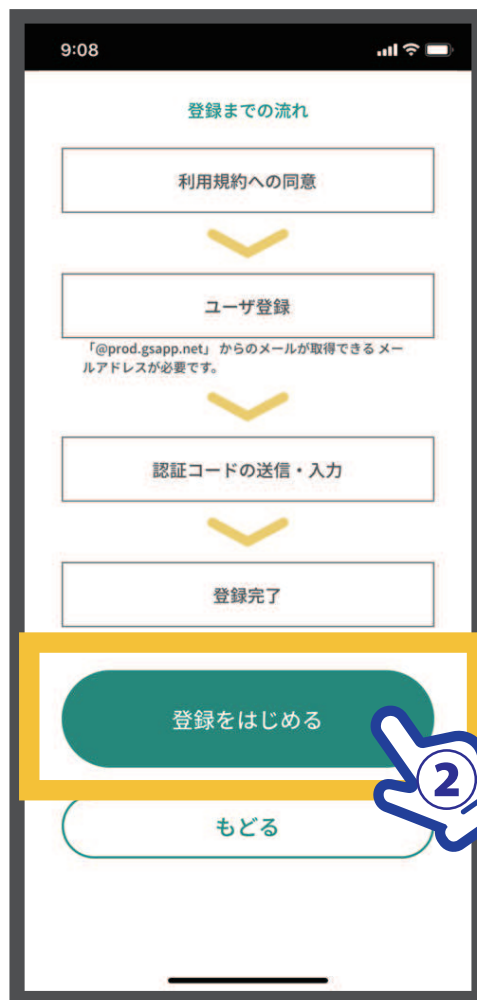 9:08
登録までの流れ
利用規約への同意
ユーザ登録
「@prod.gsapp.net」 からのメールが取得できる メー
ルアドレスが必要です。
認証コードの送信・入力
登録完了
登録をはじめる
2
もどる